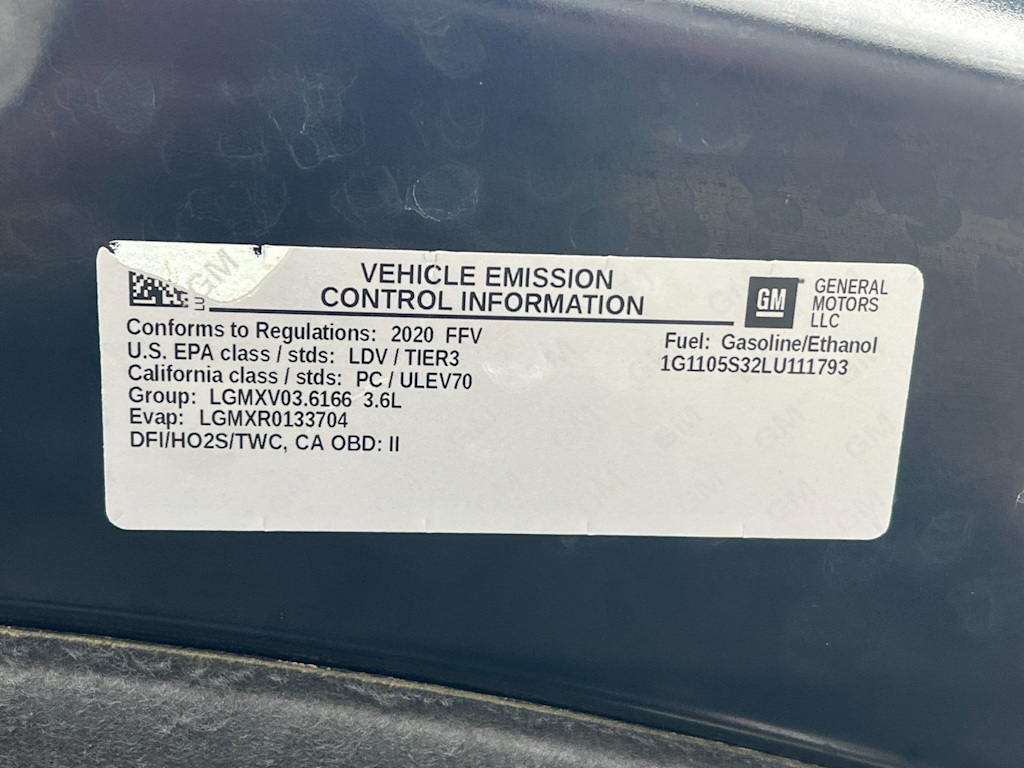 VEHICLE EMISSION
CONTROL INFORMATION
GM
GENERAL
MOTORS
LLC
Conforms to Regulations: 2020 FFV
U.S. EPA class / stds: LDV / TIER3
California class / stds: PC / ULEV70
Group: LGMXV03.6166 3.6L
Evap: LGMXR0133704
DFI/HO2S/TWC, CA OBD: II
Fuel: Gasoline/Ethanol
1G1105S32LU111793